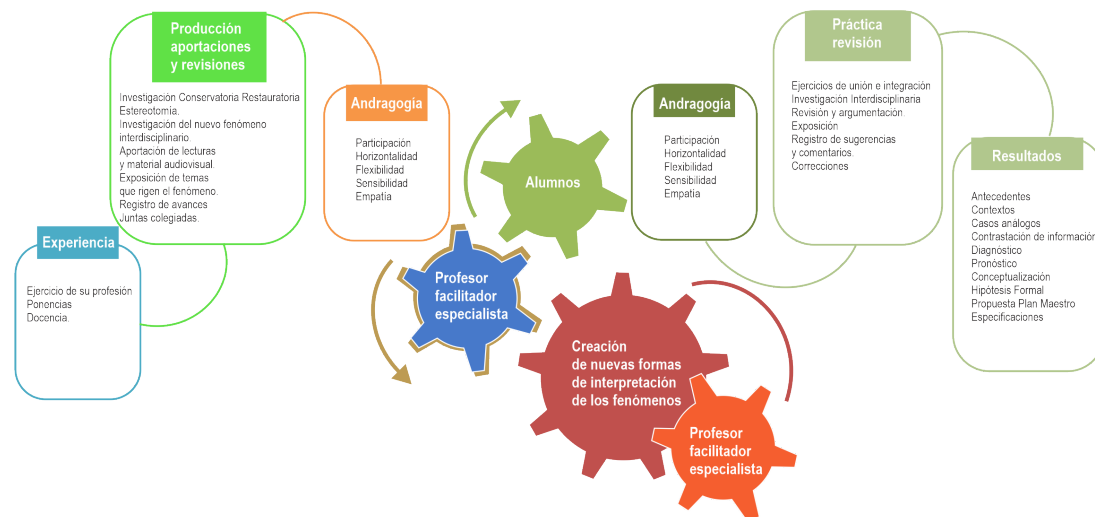 Experiencia
Ejercicio de su profesión
Ponencias
Docencia.
Producción
aportaciones
y revisiones
Investigación Conservatoria Restauratoria
Estereotomía.
Investigación del nuevo fenómeno
interdisciplinario.
Aportación de lecturas
y material audiovisual.
Exposición de temas
que rigen el fenómeno.
Registro de avances
Juntas colegiadas.
Andragogía
Participación
Horizontalidad
Flexibilidad
Sensibilidad
Empatía
Alumnos
Profesor
facilitador
especialista
Creación
de nuevas formas
de interpretación
de los fenómenos
Profesor
facilitador
especialista
Andragogía
Participación
Horizontalidad
Flexibilidad
Sensibilidad
Empatía
Práctica
revisión
Ejercicios de unión e integración
Investigación Interdisciplinaria
Revisión y argumentación.
Exposición
Registro de sugerencias
y comentarios.
Correcciones
Resultados
Antecedentes
Contextos
Casos análogos
Contrastación de información
Diagnóstico
Pronóstico
Conceptualización
Hipótesis Formal
Propuesta Plan Maestro
Especificaciones